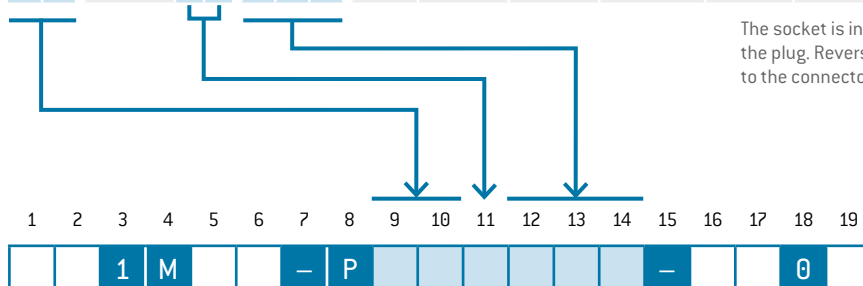 The socket is in
the plug. Revers
to the connecto
1 2 3 4 5 6 7 8 9 10 11 12 13 14 15 16 17 18 19
1 M – P – 0